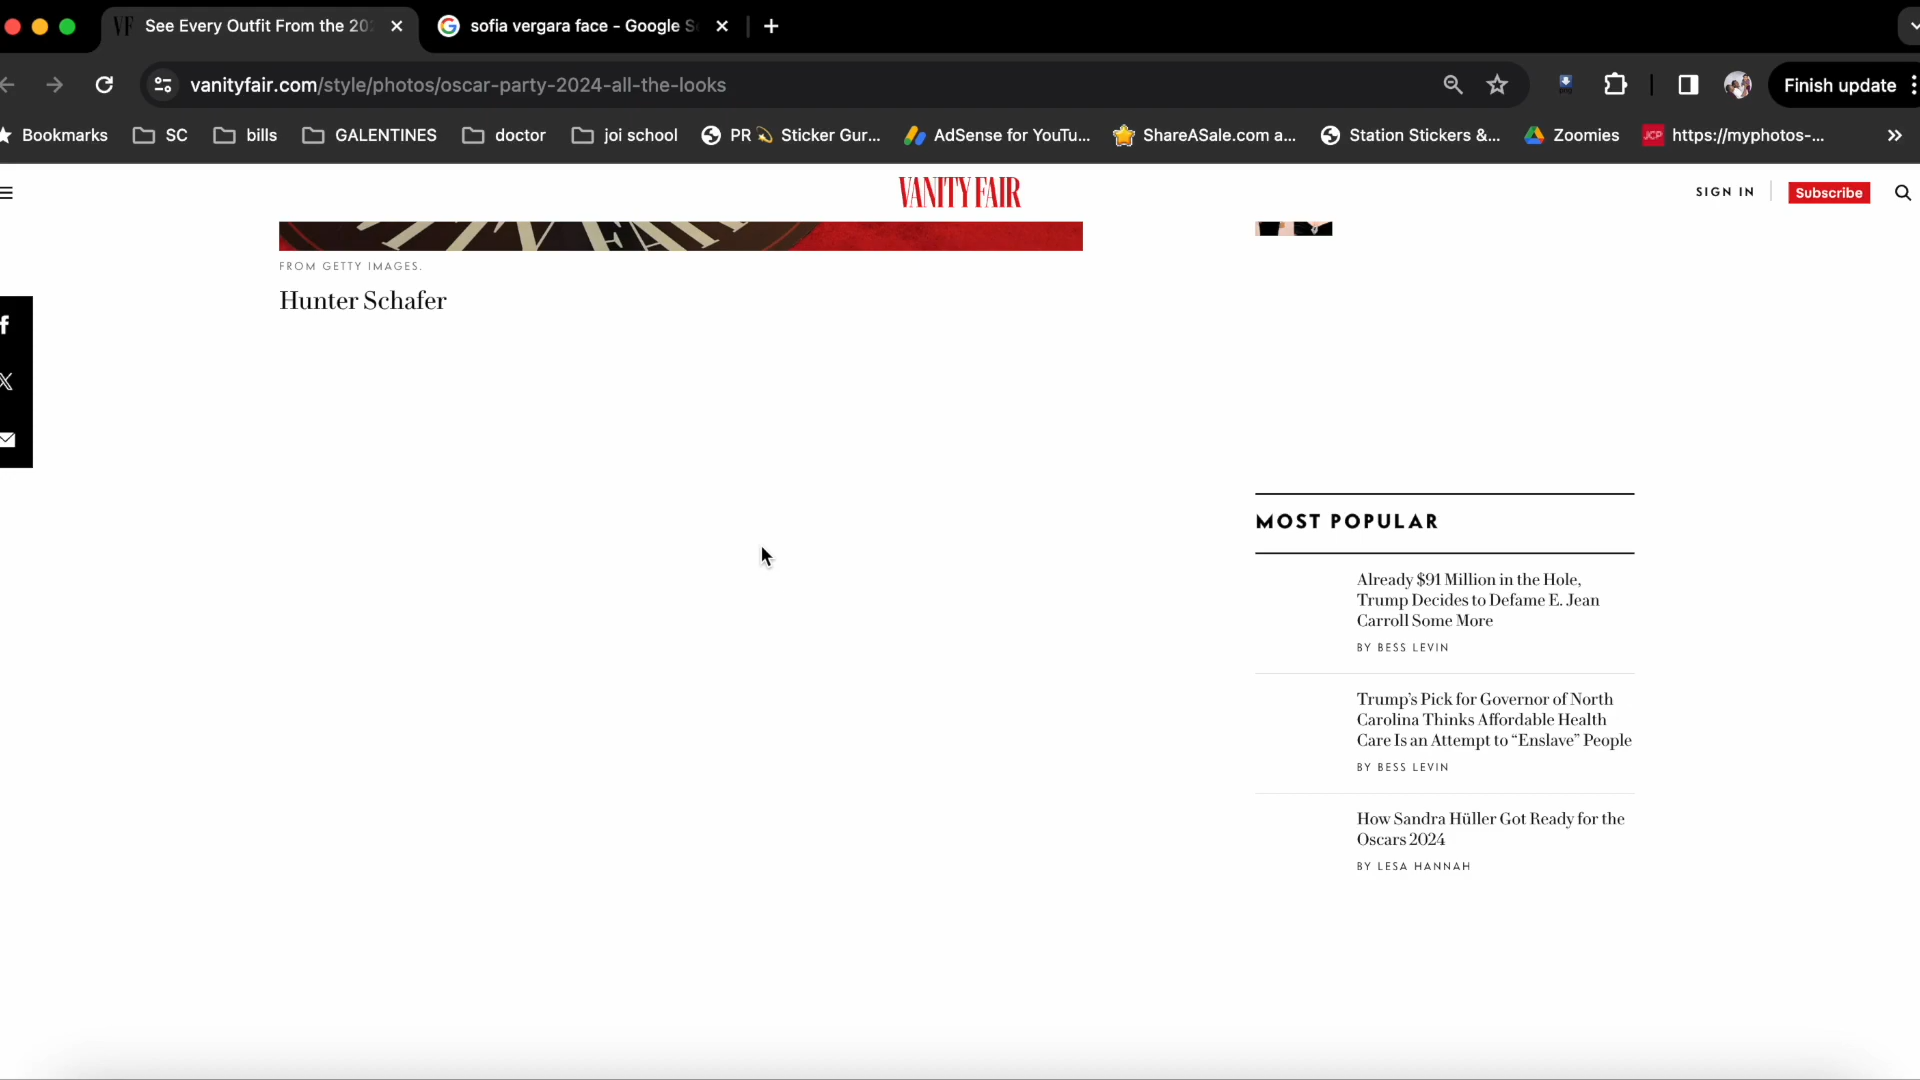 See Every Outfit From the 20
sofia vergara face - Google S
vanityfair.com/style/photos/oscar-party-2024-all-the-looks
Finish update
Bookmarks
SC
bills
GALENTINES
doctor
joi school
PR 💫 Sticker Gur...
AdSense for YouTu...
ShareASale.com a...
Station Stickers &...
Zoomies
JCP
https://myphotos-...
VANITY FAIR
SIGN IN
Subscribe
FROM GETTY IMAGES.
Hunter Schafer
MOST POPULAR
Already $91 Million in the Hole,
Trump Decides to Defame E. Jean
Carroll Some More
BY BESS LEVIN
Trump's Pick for Governor of North
Carolina Thinks Affordable Health
Care Is an Attempt to “Enslave” People
BY BESS LEVIN
How Sandra Hüller Got Ready for the
Oscars 2024
BY LESA HANNAH